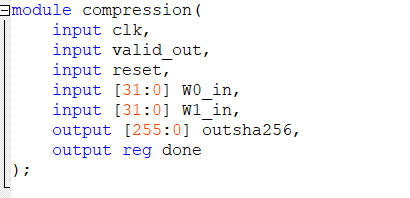 module compression(
    input clk,
    input valid_out,
    input reset,
    input [31:0] W0_in,
    input [31:0] W1_in,
    output [255:0] outsha256,
    output reg done
);